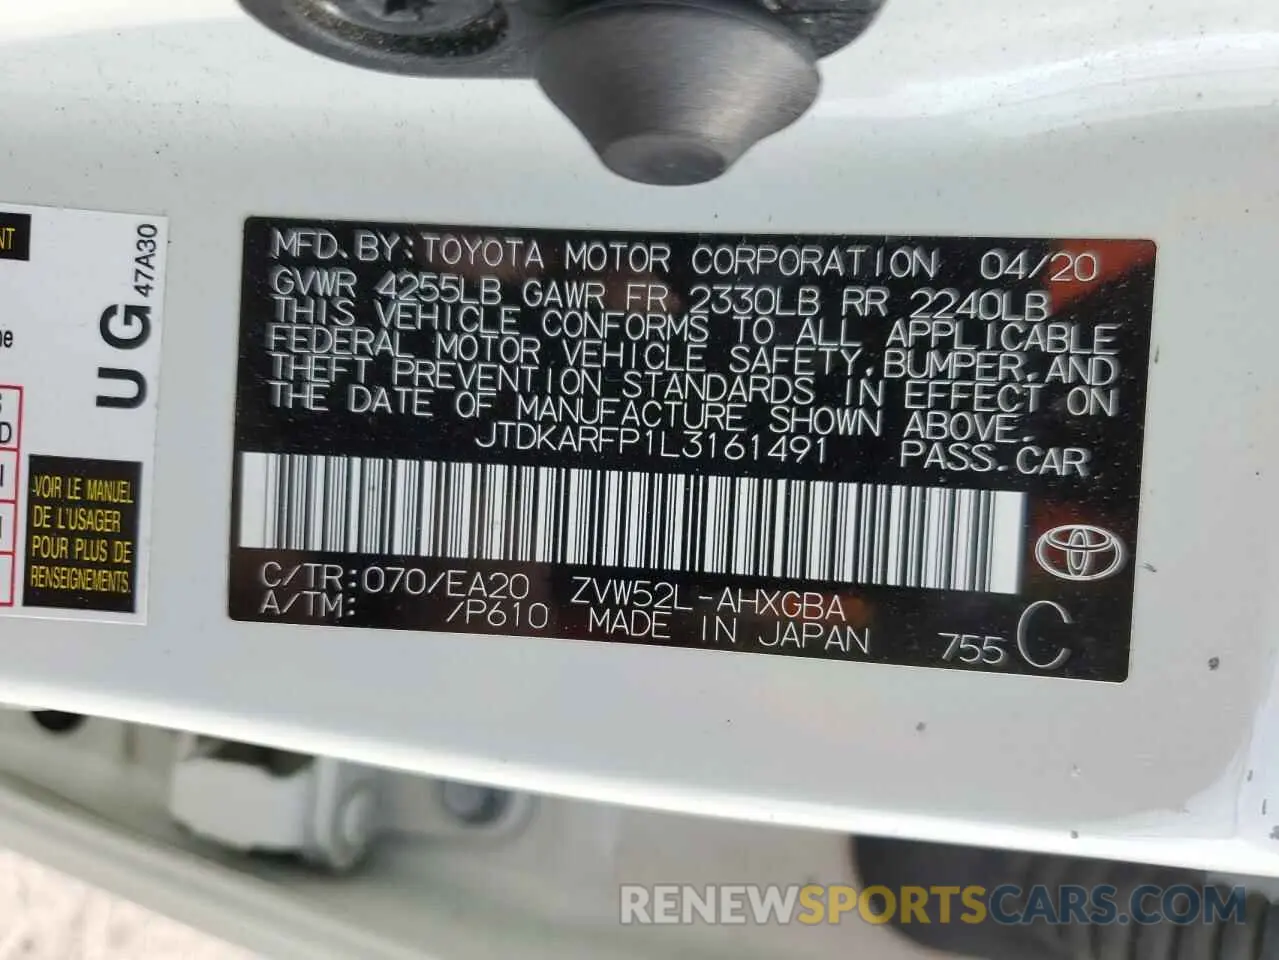 MFD.BY:TOYOTA MOTOR CORPORATION 04/20
GVWR 4255LB GAWR FR 2330LB RR 2240LB
THIS VEHICLE CONFORMS TO ALL APPLICABLE
FEDERAL MOTOR VEHICLE SAFETY,BUMPER,AND
THEFT PREVENTION STANDARDS IN EFFECT ON
THE DATE OF MANUFACTURE SHOWN ABOVE.
JTDKARFP1L3161491 PASS.CAR
C/TR:070/EA20 ZVW52L-AHXGBA
A/TM: /P610 MADE IN JAPAN 755 C
NT
UG
47A30
D
VOIR LE MANUEL
DE L'USAGER
POUR PLUS DE
RENSEIGNEMENTS.
RENEWSPORTSCARS.COM